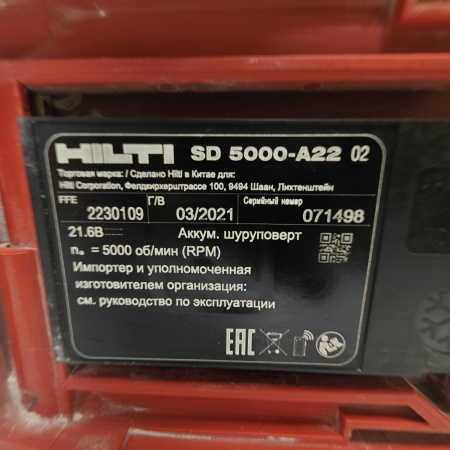 HILTI SD 5000-A22 02
Торговая марка: / Сделано Hilti в Китае для:
Hilti Corporation, Фелдкирхерштрассе 100, 9494 Шаан, Лихтенштейн
FFE Г/В Серийный номер
2230109 03/2021 071498
21.6В Аккум. шуруповерт
n₀ = 5000 об/мин (RPM)
Импортер и уполномоченная
изготовителем организация:
см. руководство по эксплуатации
EAC